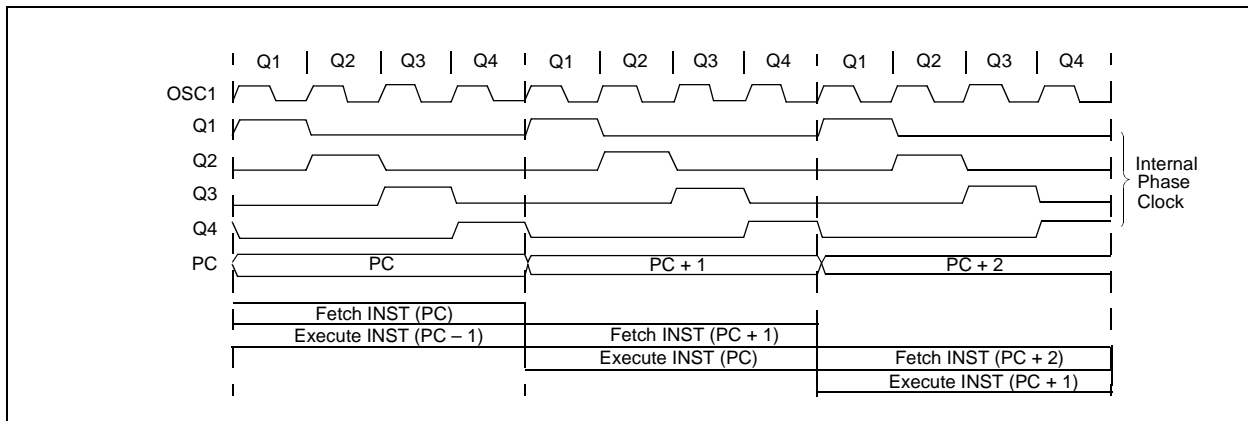 Q1 Q2 Q3 Q4 Q1 Q2 Q3 Q4 Q1 Q2 Q3 Q4
OSC1
Q1
Q2
Q3
Q4
PC
PC PC + 1 PC + 2
Internal
Phase
Clock
Fetch INST (PC)
Execute INST (PC – 1) Fetch INST (PC + 1)
Execute INST (PC) Fetch INST (PC + 2)
Execute INST (PC + 1)